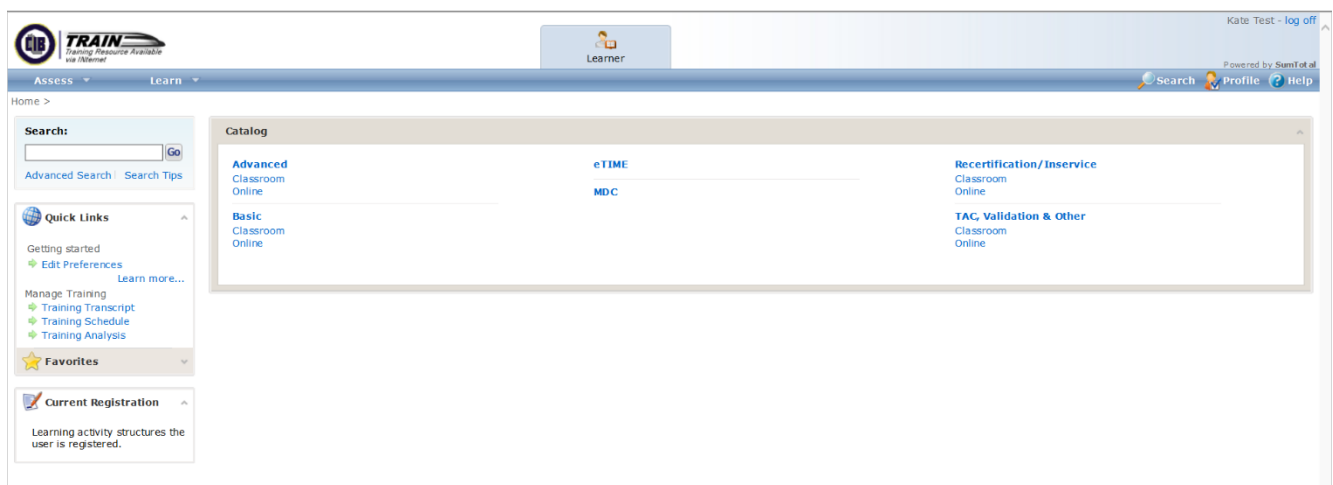 Kate Test - log off
CIB
TRAIN
Training Resource Available
via INternet
Learner
Powered by SumTotal
Assess
Learn
Search
Profile
Help
Home >
Search:
Go
Advanced Search | Search Tips
Quick Links
Getting started
Edit Preferences
Learn more...
Manage Training
Training Transcript
Training Schedule
Training Analysis
Favorites
Current Registration
Learning activity structures the
user is registered.
Catalog
Advanced
Classroom
Online
Basic
Classroom
Online
eTIME
MDC
Recertification/Inservice
Classroom
Online
TAC, Validation & Other
Classroom
Online